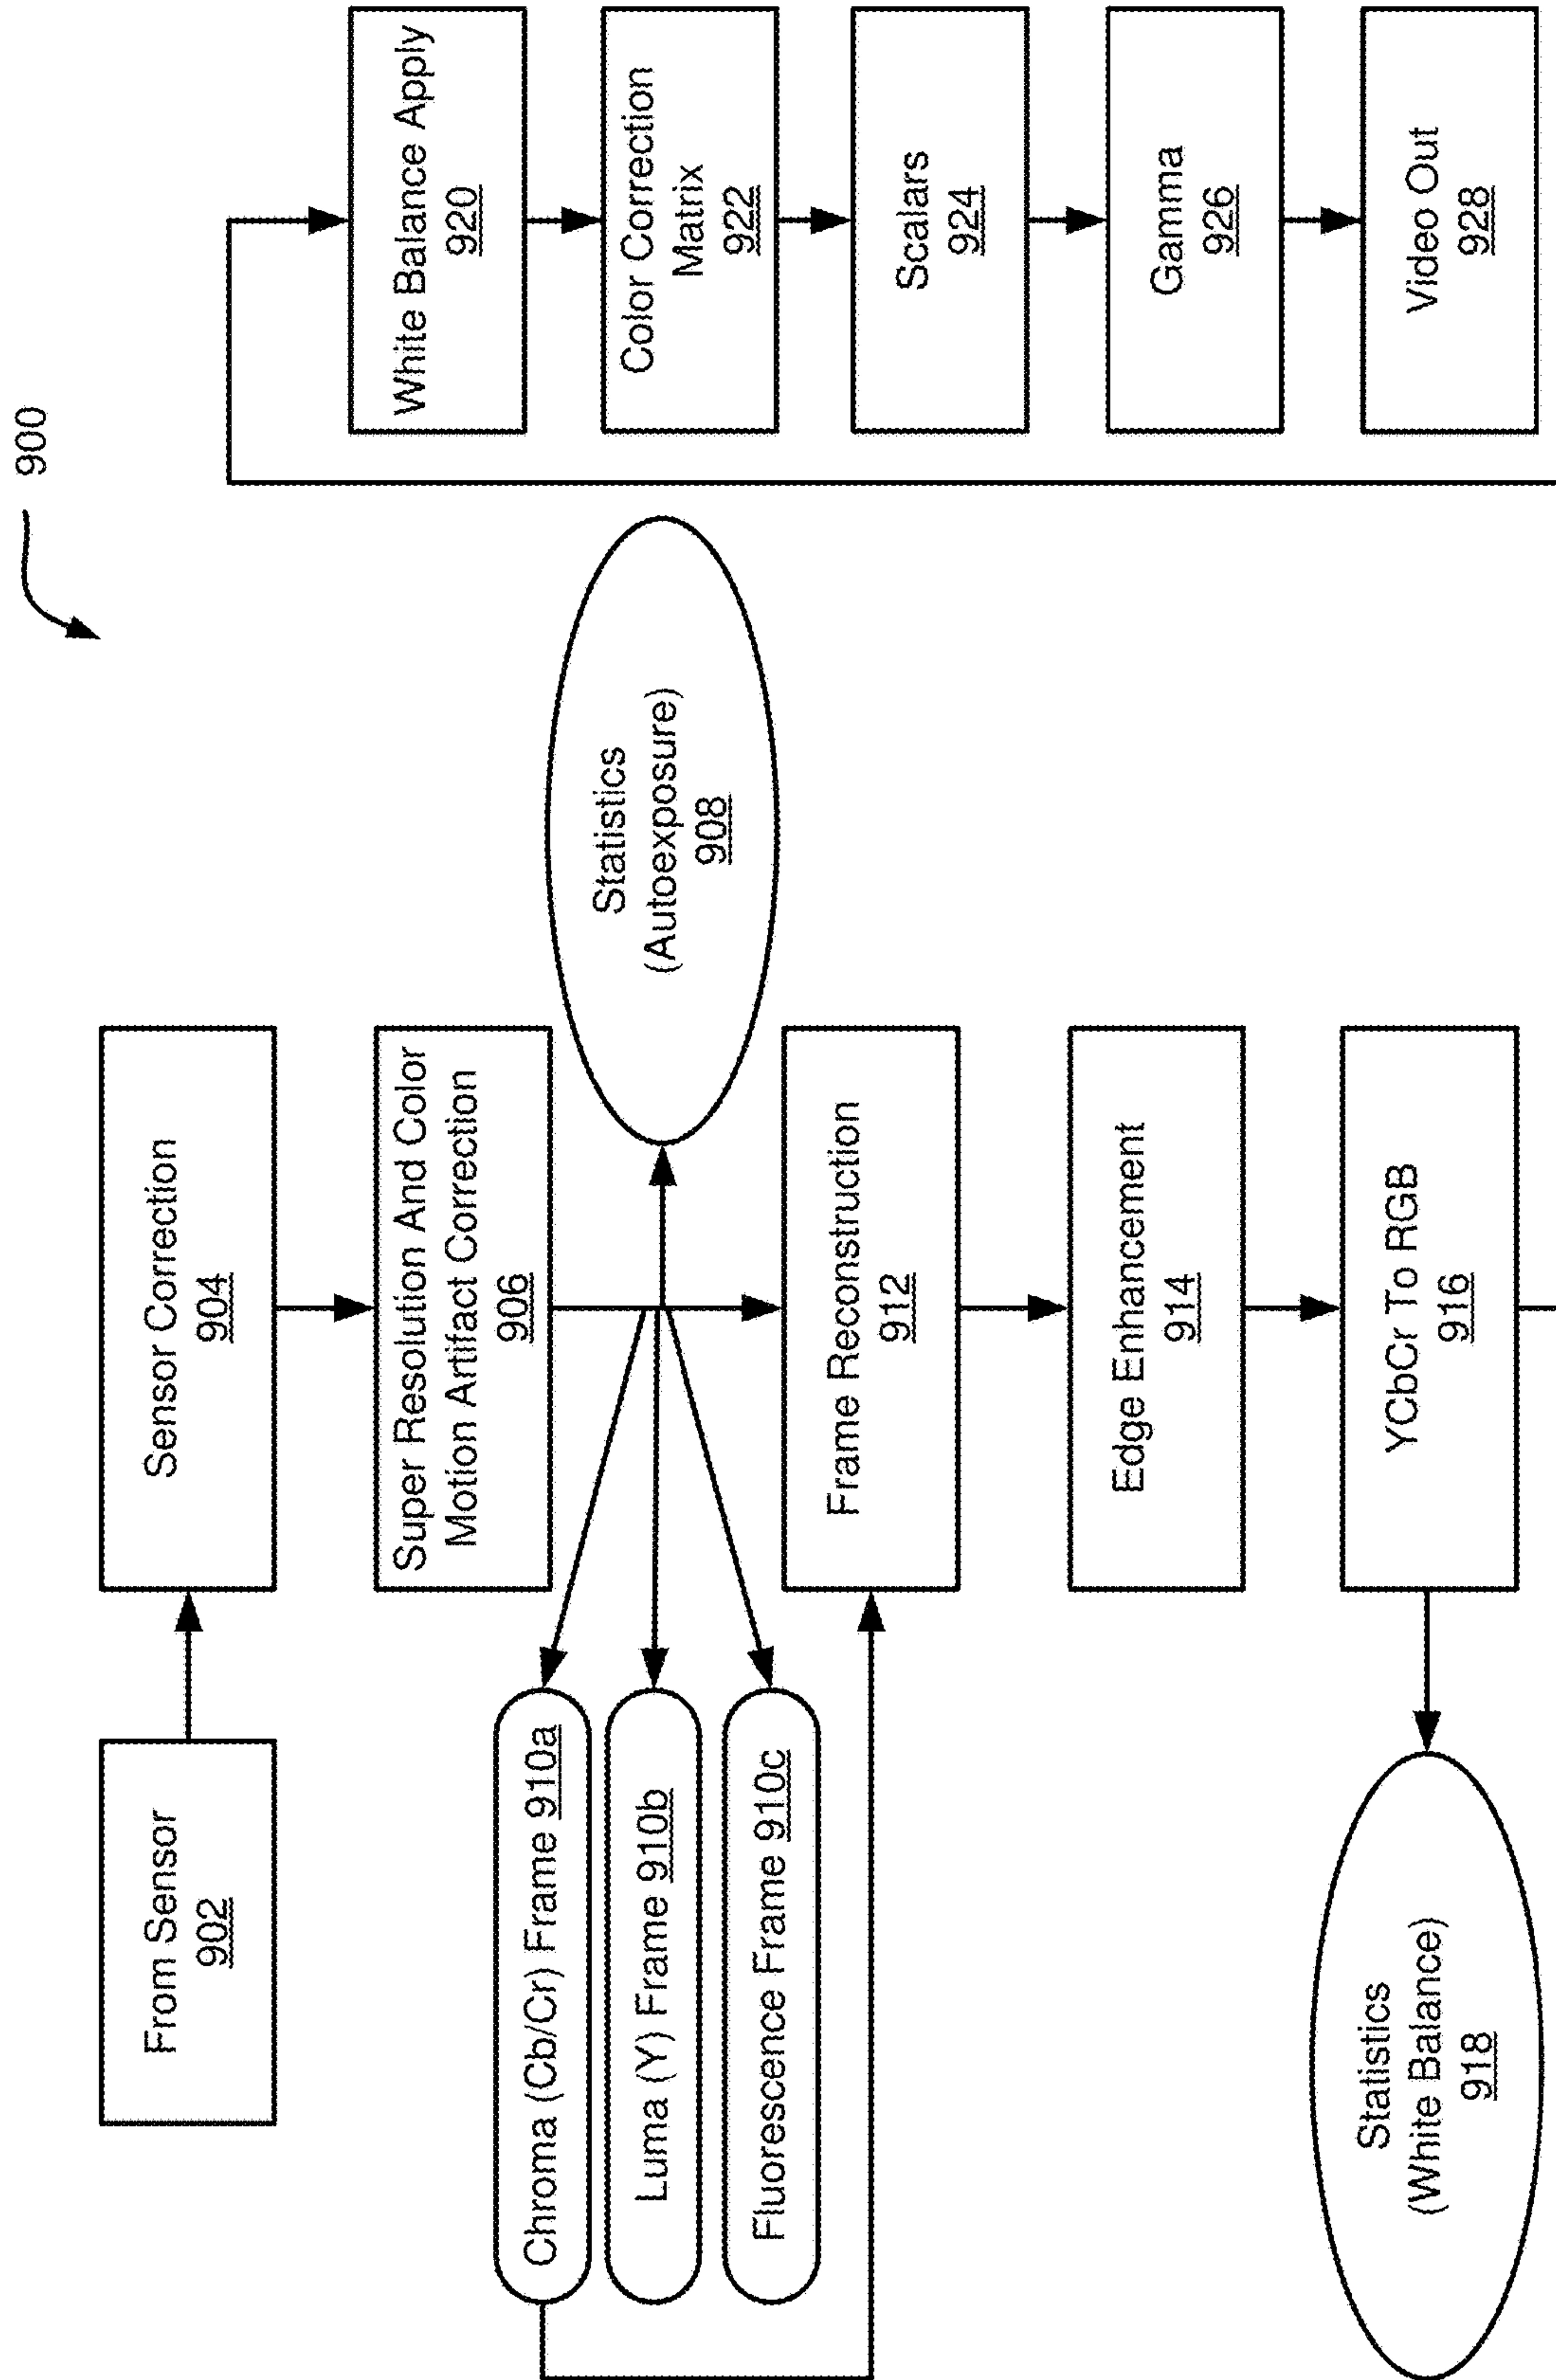 900
From Sensor
902
Sensor Correction
904
Super Resolution And Color
Motion Artifact Correction
906
Statistics
(Autoexposure)
908
Chroma (Cb/Cr) Frame 910a
Luma (Y) Frame 910b
Fluorescence Frame 910c
Frame Reconstruction
912
Edge Enhancement
914
YCbCr To RGB
916
Statistics
(White Balance)
918
White Balance Apply
920
Color Correction
Matrix
922
Scalars
924
Gamma
926
Video Out
928